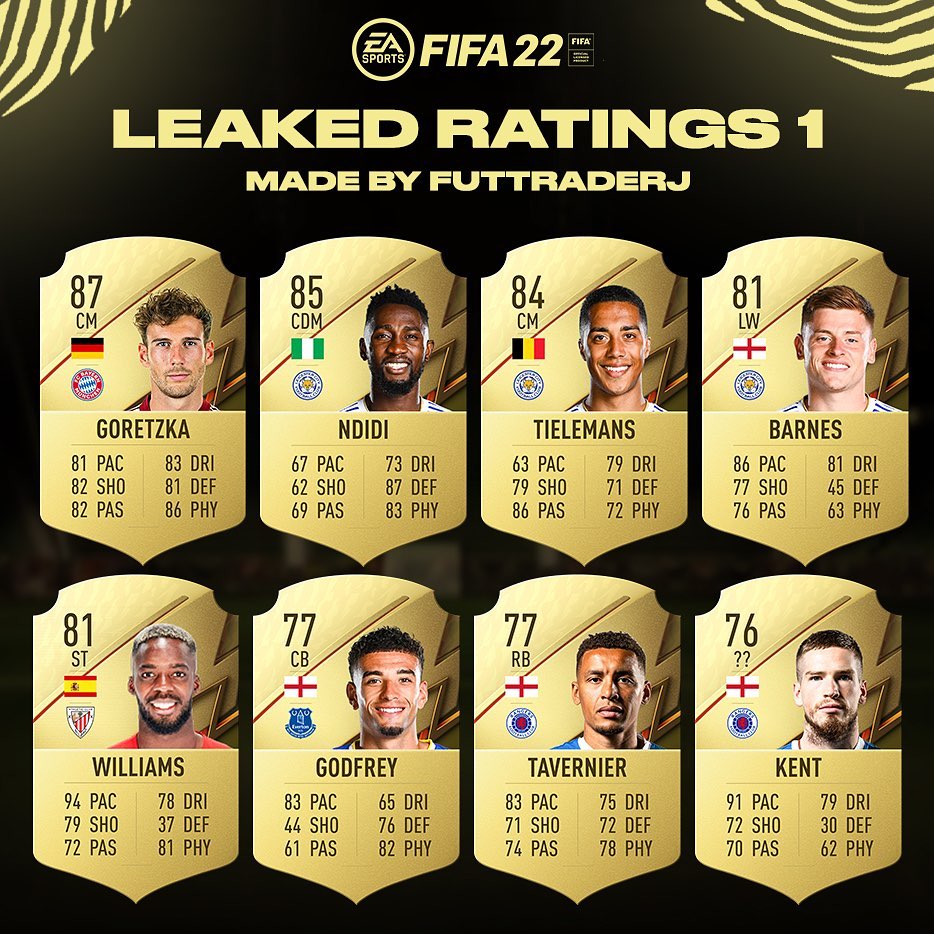 EA SPORTS FIFA 22 FIFA
LEAKED RATINGS 1
MADE BY FUTTRADERJ
87
CM
GORETZKA
81 PAC 83 DRI
82 SHO 81 DEF
82 PAS 86 PHY
85
CDM
NDIDI
67 PAC 73 DRI
62 SHO 87 DEF
69 PAS 83 PHY
84
CM
TIELEMANS
63 PAC 79 DRI
79 SHO 71 DEF
86 PAS 72 PHY
81
LW
BARNES
86 PAC 81 DRI
77 SHO 45 DEF
76 PAS 63 PHY
81
ST
WILLIAMS
94 PAC 78 DRI
79 SHO 37 DEF
72 PAS 81 PHY
77
CB
Everton
GODFREY
83 PAC 65 DRI
44 SHO 76 DEF
61 PAS 82 PHY
77
RB
TAVERNIER
83 PAC 75 DRI
71 SHO 72 DEF
74 PAS 78 PHY
76
??
KENT
91 PAC 79 DRI
72 SHO 30 DEF
70 PAS 62 PHY